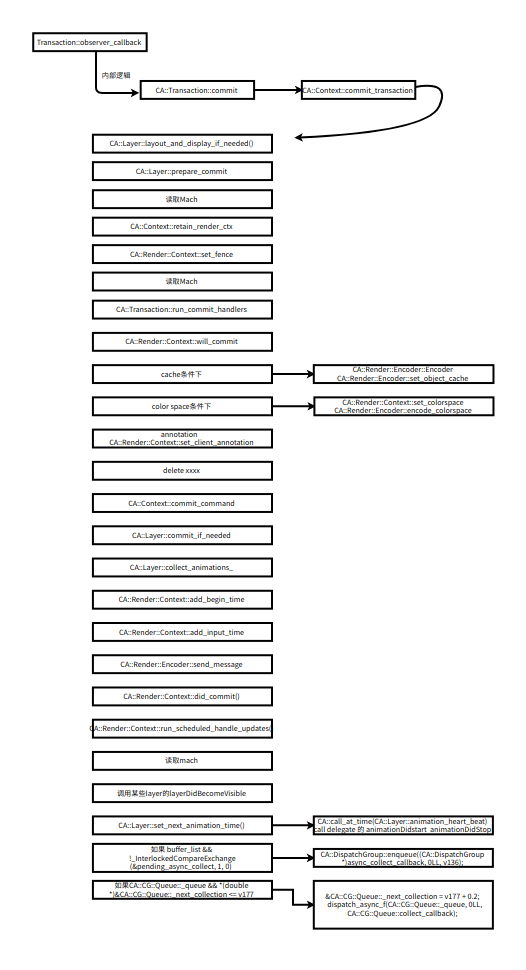 Transaction::observer_callback
内部逻辑
CA::Transaction::commit
CA::Context::commit_transaction
CA::Layer::layout_and_display_if_needed()
CA::Layer::prepare_commit
读取Mach
CA::Context::retain_render_ctx
CA::Render::Context::set_fence
读取Mach
CA::Transaction::run_commit_handlers
CA::Render::Context::will_commit
cache条件下
CA::Render::Encoder::Encoder
CA::Render::Encoder::set_object_cache
color space条件下
CA::Render::Context::set_colorspace
CA::Render::Encoder::encode_colorspace
annotation
CA::Render::Context::set_client_annotation
delete xxxx
CA::Context::commit_command
CA::Layer::commit_if_needed
CA::Layer::collect_animations_
CA::Render::Context::add_begin_time
CA::Render::Context::add_input_time
CA::Render::Encoder::send_message
CA::Render::Context::did_commit()
CA::Render::Context::run_scheduled_handle_updates()
读取mach
调用某些layer的layerDidBecomeVisible
CA::Layer::set_next_animation_time()
CA::call_at_time(CA::Layer::animation_heart_beat)
call delegate 的 animationDidstart animationDidStop
如果 buffer_list &&
!_InterlockedCompareExchange
(&pending_async_collect, 1, 0)
CA::DispatchGroup::enqueue((CA::DispatchGroup
*)async_collect_callback, 0LL, v136);
如果CA::CG::Queue::_queue && *(double
*)&CA::CG::Queue::_next_collection <= v177
&CA::CG::Queue::_next_collection = v177 + 0.2;
dispatch_async_f(CA::CG::Queue::_queue, 0LL,
CA::CG::Queue::collect_callback);